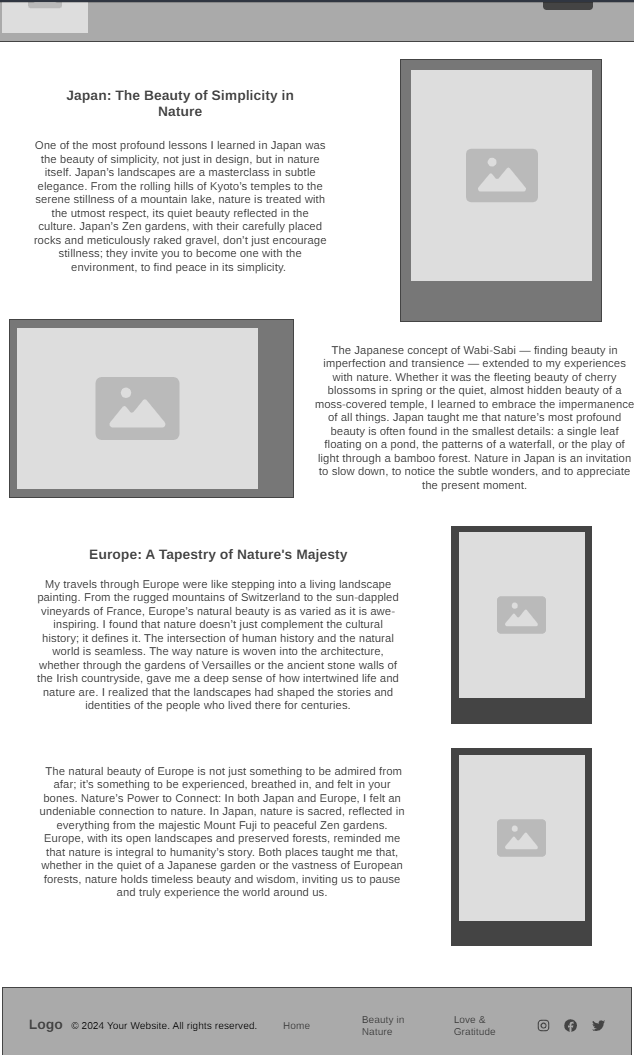 Japan: The Beauty of Simplicity in
Nature
One of the most profound lessons I learned in Japan was
the beauty of simplicity, not just in design, but in nature
itself. Japan's landscapes are a masterclass in subtle
elegance. From the rolling hills of Kyoto's temples to the
serene stillness of a mountain lake, nature is treated with
the utmost respect, its quiet beauty reflected in the
culture. Japan's Zen gardens, with their carefully placed
rocks and meticulously raked gravel, don't just encourage
stillness; they invite you to become one with the
environment, to find peace in its simplicity.
The Japanese concept of Wabi-Sabi — finding beauty in
imperfection and transience — extended to my experiences
with nature. Whether it was the fleeting beauty of cherry
blossoms in spring or the quiet, almost hidden beauty of a
moss-covered temple, I learned to embrace the impermanence
of all things. Japan taught me that nature's most profound
beauty is often found in the smallest details: a single leaf
floating on a pond, the patterns of a waterfall, or the play of
light through a bamboo forest. Nature in Japan is an invitation
to slow down, to notice the subtle wonders, and to appreciate
the present moment.
Europe: A Tapestry of Nature's Majesty
My travels through Europe were like stepping into a living landscape
painting. From the rugged mountains of Switzerland to the sun-dappled
vineyards of France, Europe's natural beauty is as varied as it is awe-
inspiring. I found that nature doesn't just complement the cultural
history; it defines it. The intersection of human history and the natural
world is seamless. The way nature is woven into the architecture,
whether through the gardens of Versailles or the ancient stone walls of
the Irish countryside, gave me a deep sense of how intertwined life and
nature are. I realized that the landscapes had shaped the stories and
identities of the people who lived there for centuries.
The natural beauty of Europe is not just something to be admired from
afar; it's something to be experienced, breathed in, and felt in your
bones. Nature's Power to Connect: In both Japan and Europe, I felt an
undeniable connection to nature. In Japan, nature is sacred, reflected in
everything from the majestic Mount Fuji to peaceful Zen gardens.
Europe, with its open landscapes and preserved forests, reminded me
that nature is integral to humanity's story. Both places taught me that,
whether in the quiet of a Japanese garden or the vastness of European
forests, nature holds timeless beauty and wisdom, inviting us to pause
and truly experience the world around us.
Logo © 2024 Your Website. All rights reserved.
Home
Beauty in
Nature
Love &
Gratitude